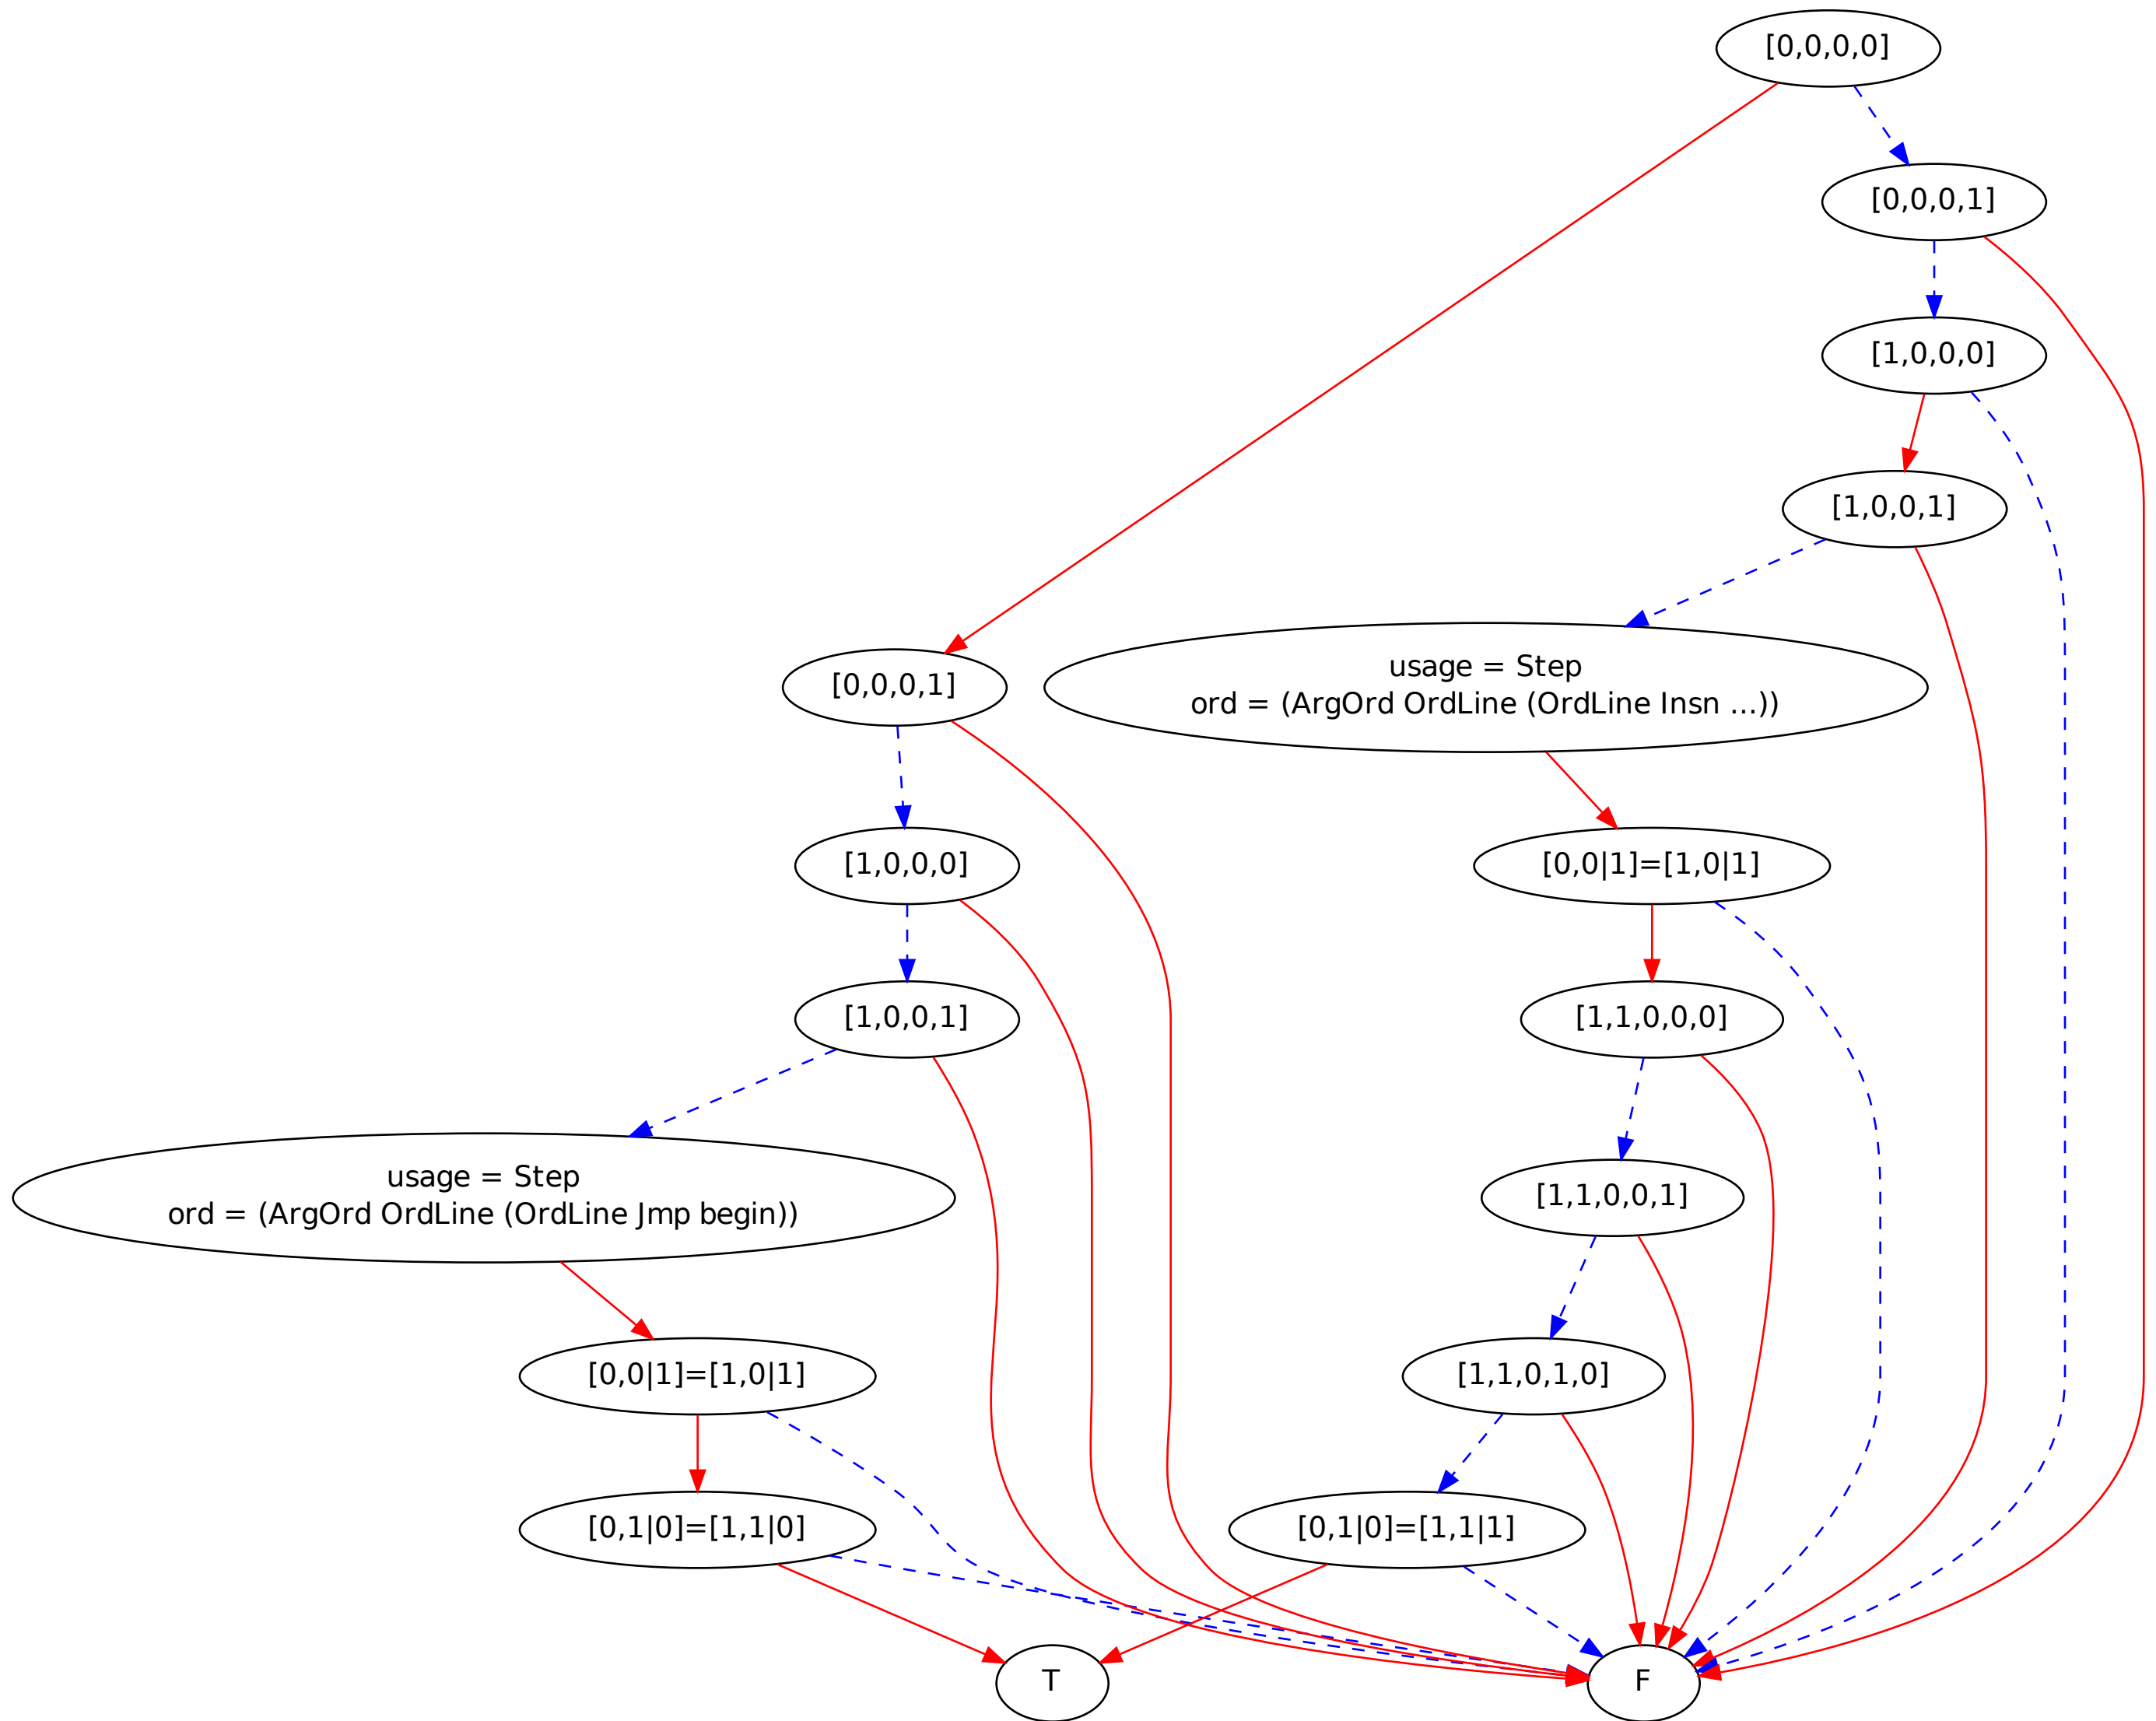 [0,0,0,0]
[0,0,0,1]
[1,0,0,0]
[1,0,0,1]
[0,0,0,1]
usage = Step
ord = (ArgOrd OrdLine (OrdLine Insn ...))
[1,0,0,0]
[0,0|1]=[1,0|1]
[1,0,0,1]
[1,1,0,0,0]
usage = Step
ord = (ArgOrd OrdLine (OrdLine Jmp begin))
[1,1,0,0,1]
[0,0|1]=[1,0|1]
[1,1,0,1,0]
[0,1|0]=[1,1|0]
[0,1|0]=[1,1|1]
T
F